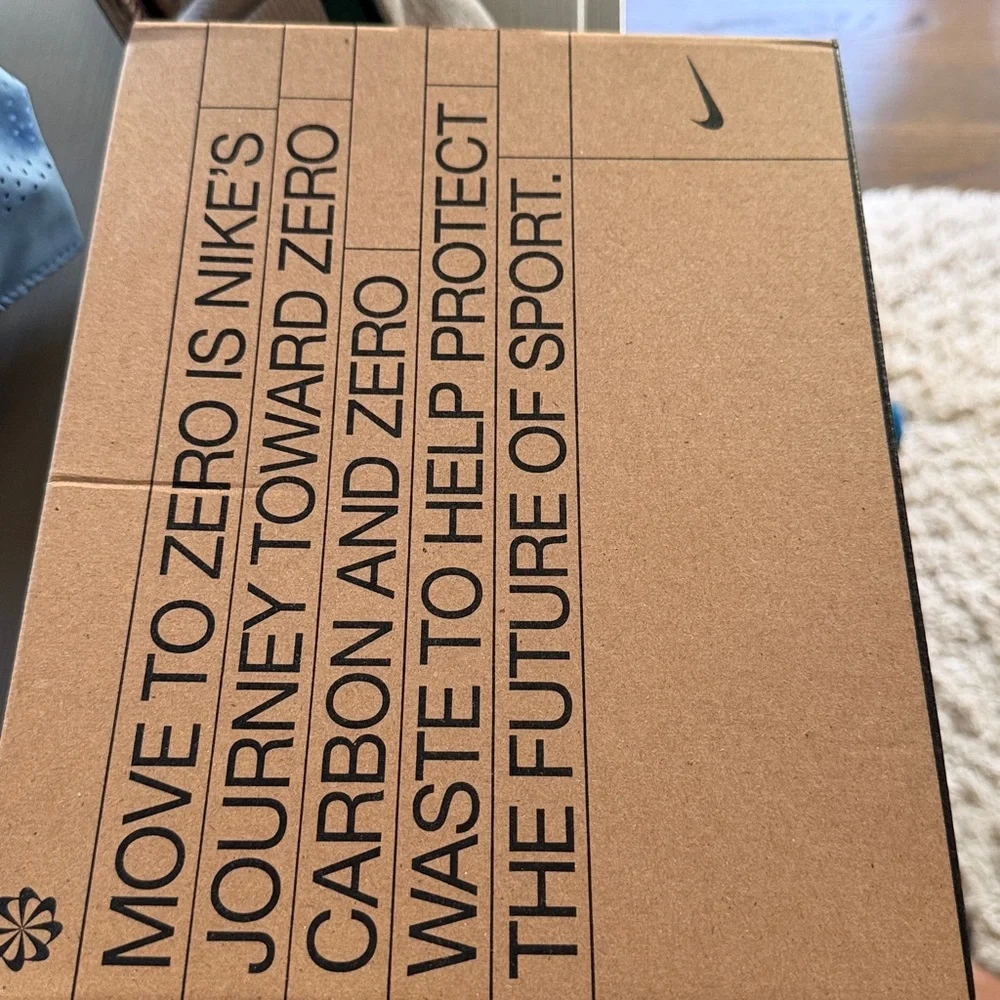 MOVE TO ZERO IS NIKE'S
JOURNEY TOWARD ZERO
CARBON AND ZERO
WASTE TO HELP PROTECT
THE FUTURE OF SPORT.